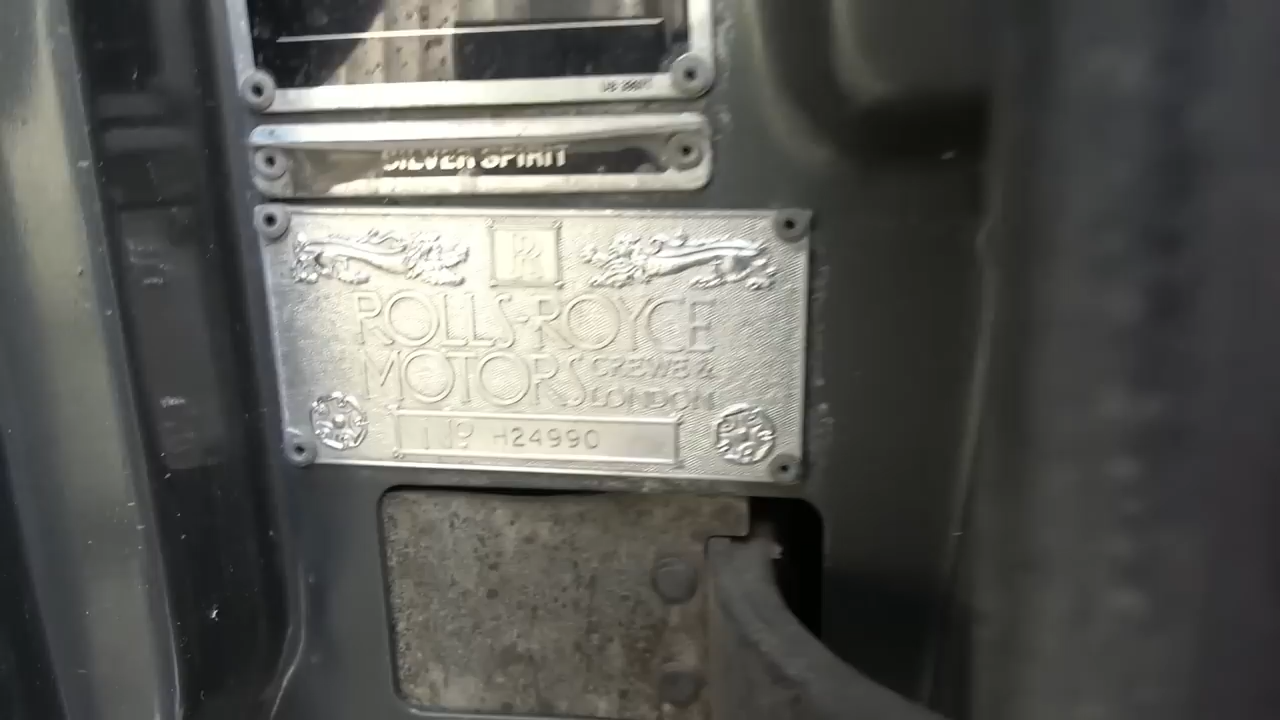 SILVER SPIRIT
RR
ROLLS-ROYCE
MOTORS CREWE &
LONDON
No H24990